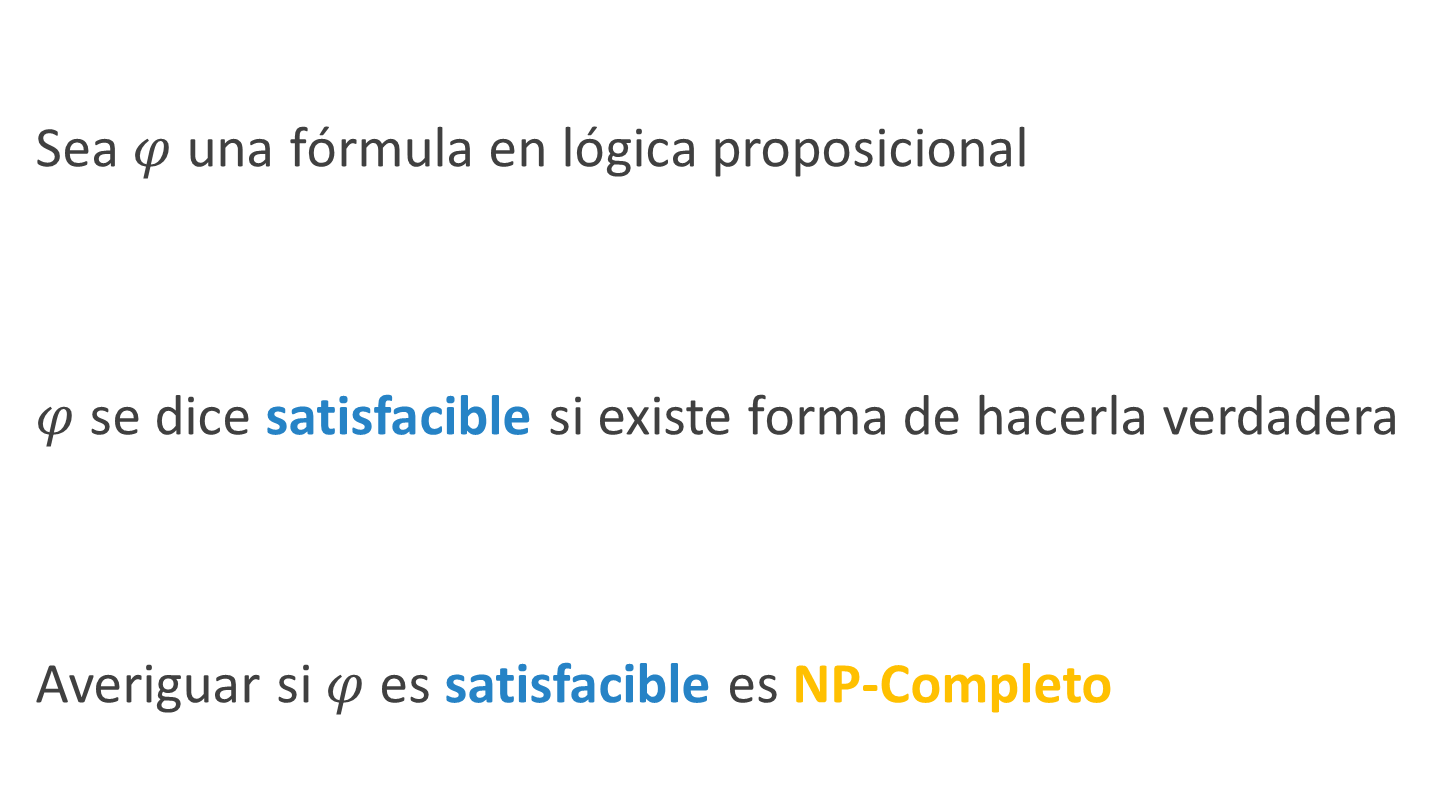 Sea 𝜑 una fórmula en lógica proposicional
𝜑 se dice satisfacible si existe forma de hacerla verdadera
Averiguar si 𝜑 es satisfacible es NP-Completo